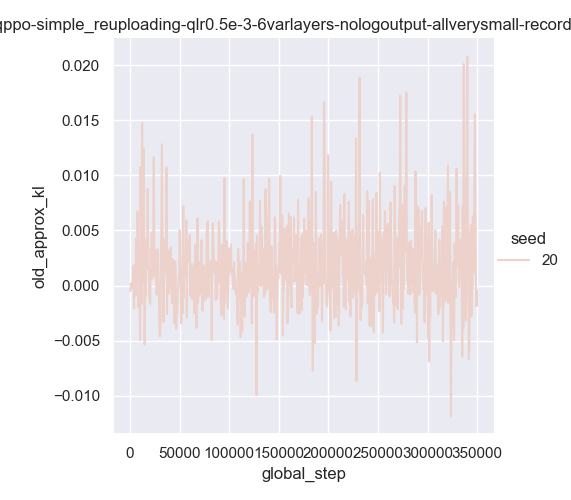 qppo-simple_reuploading-qlr0.5e-3-6varlayers-nologoutput-allverysmall-record
0.020
0.015
0.010
0.005
0.000
−0.005
−0.010
old_approx_kl
0 50000 100000 150000 200000 250000 300000 350000
global_step
seed
20